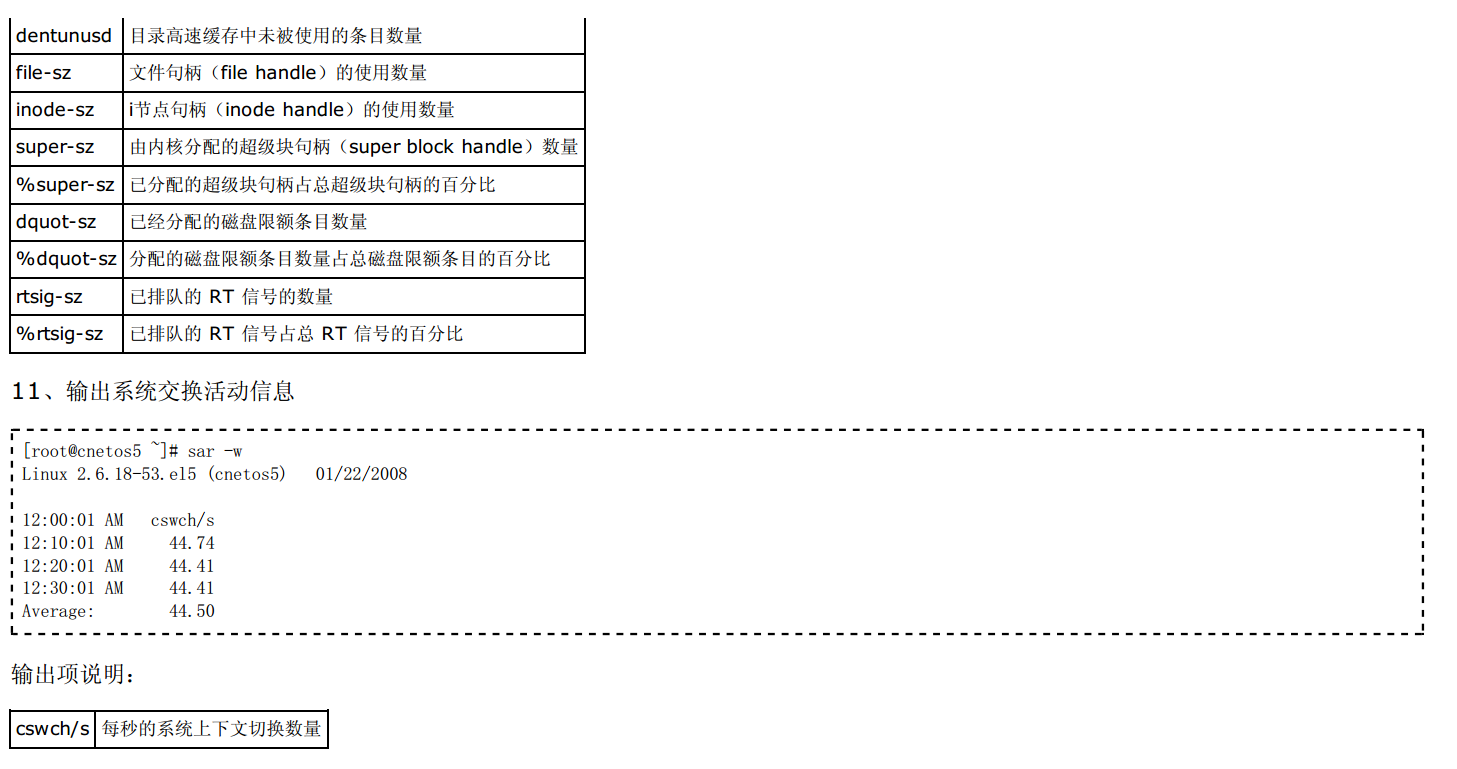 dentunusd 目录高速缓存中未被使用的条目数量
file-sz 文件句柄（file handle）的使用数量
inode-sz i节点句柄（inode handle）的使用数量
super-sz 由内核分配的超级块句柄（super block handle）数量
%super-sz 已分配的超级块句柄占总超级块句柄的百分比
dquot-sz 已经分配的磁盘限额条目数量
%dquot-sz 分配的磁盘限额条目数量占总磁盘限额条目的百分比
rtsig-sz 已排队的 RT 信号的数量
%rtsig-sz 已排队的 RT 信号占总 RT 信号的百分比
11、输出系统交换活动信息
[root@cnetos5 ~]# sar -w
Linux 2.6.18-53.el5 (cnetos5) 01/22/2008
12:00:01 AM cswch/s
12:10:01 AM 44.74
12:20:01 AM 44.41
12:30:01 AM 44.41
Average: 44.50
输出项说明：
cswch/s 每秒的系统上下文切换数量